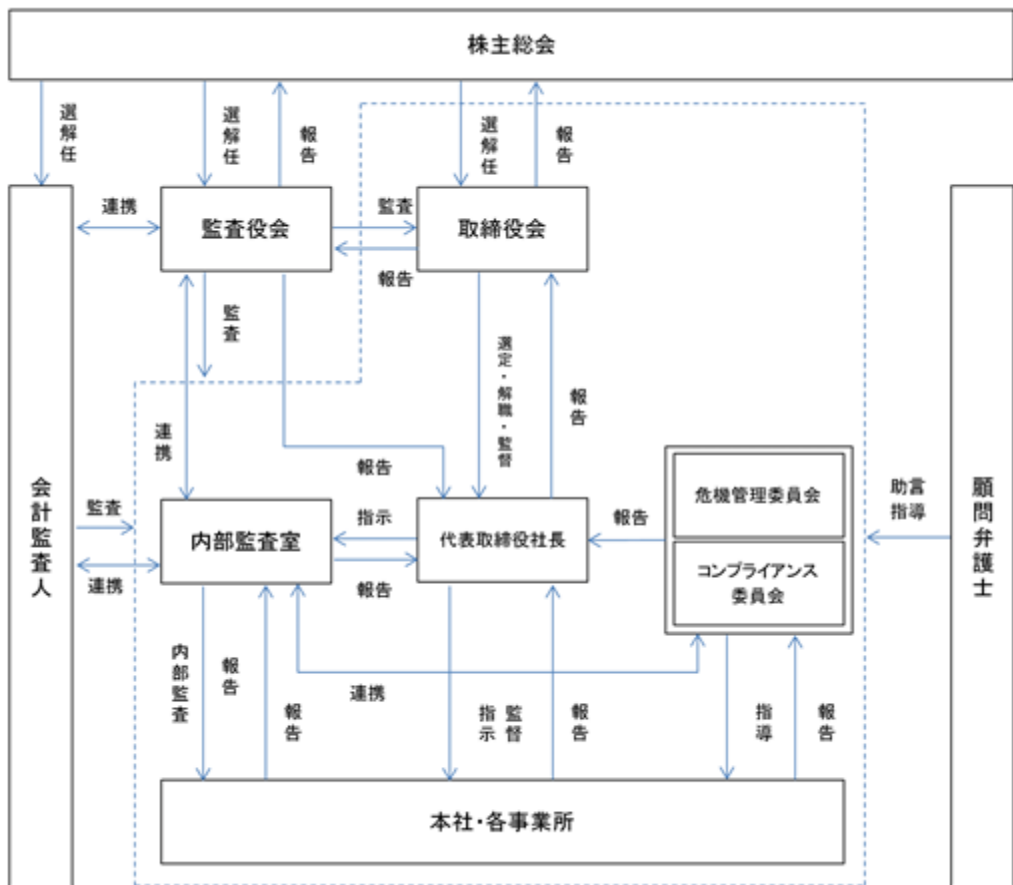 株主総会
選解任
選解任
報告
選解任
報告
連携
監査役会
監査
取締役会
報告
監査
選定・解職・監督
報告
連携
報告
会計監査人
監査
連携
内部監査室
指示
報告
代表取締役社長
報告
危機管理委員会
コンプライアンス
委員会
助言
指導
顧問弁護士
内部監査
報告
報告
連携
指示
監督
報告
指導
報告
本社・各事業所